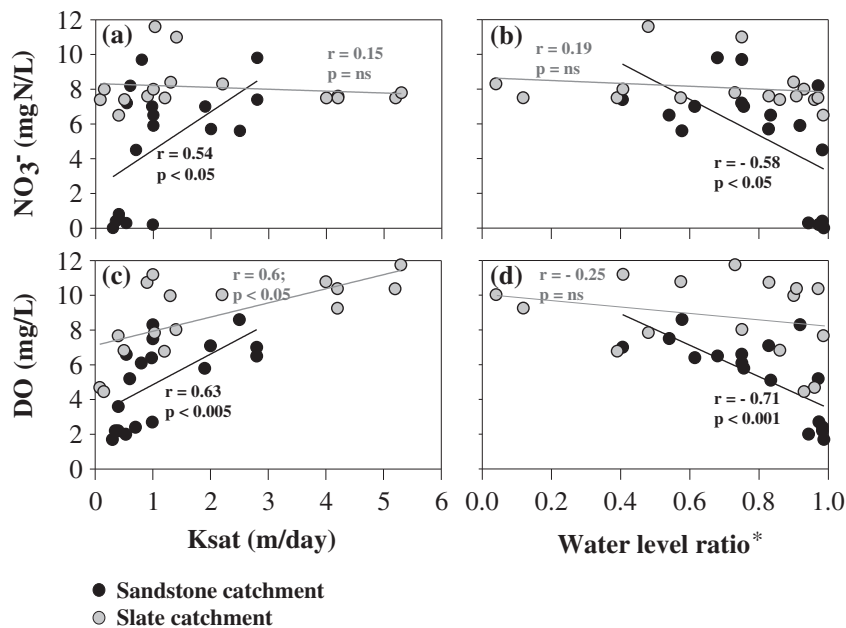 (a)
r = 0.15
p = ns
r = 0.54
p < 0.05
12
10
8
6
4
2
0
NO3- (mg N/L)
(b)
r = 0.19
p = ns
r = - 0.58
p < 0.05
(c)
r = 0.6;
p < 0.05
r = 0.63
p < 0.005
12
10
8
6
4
2
0
DO (mg/L)
0 1 2 3 4 5 6
Ksat (m/day)
(d)
r = - 0.25
p = ns
r = - 0.71
p < 0.001
0.0 0.2 0.4 0.6 0.8 1.0
Water level ratio*
Sandstone catchment
Slate catchment